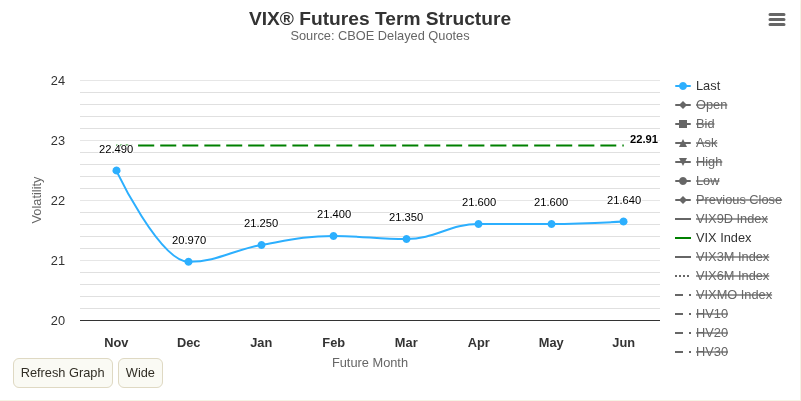 VIX® Futures Term Structure
Source: CBOE Delayed Quotes
24
23
22
21
20
Volatility
22.490
20.970
21.250
21.400
21.350
21.600
21.600
21.640
22.91
Nov Dec Jan Feb Mar Apr May Jun
Future Month
Last
Open
Bid
Ask
High
Low
Previous Close
VIX9D Index
VIX Index
VIX3M Index
VIX6M Index
VIXMO Index
HV10
HV20
HV30
Refresh Graph
Wide